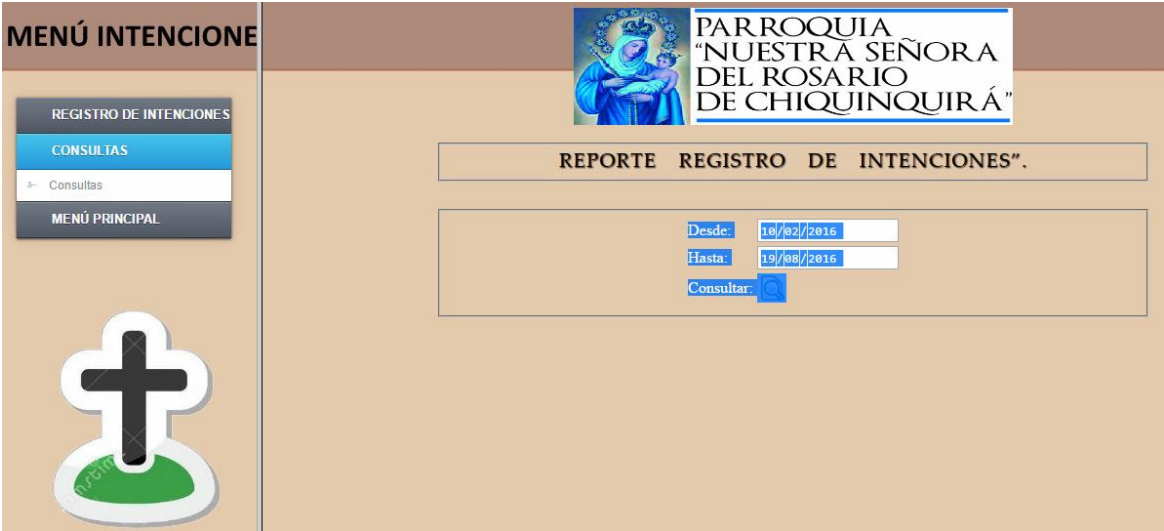 MENÚ INTENCIONE
REGISTRO DE INTENCIONES
CONSULTAS
Consultas
MENÚ PRINCIPAL
PARROQUIA
“NUESTRA SEÑORA
DEL ROSARIO
DE CHIQUINQUIRÁ”
REPORTE REGISTRO DE INTENCIONES”.
Desde: 10/02/2016
Hasta: 19/08/2016
Consultar: